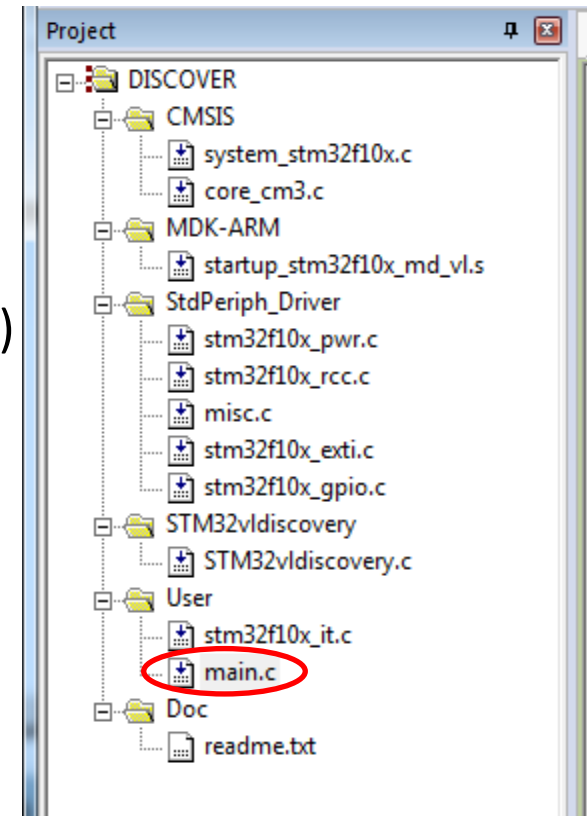 Project
DISCOVER
CMSIS
system_stm32f10x.c
core_cm3.c
MDK-ARM
startup_stm32f10x_md_vl.s
StdPeriph_Driver
)
stm32f10x_pwr.c
stm32f10x_rcc.c
misc.c
stm32f10x_exti.c
stm32f10x_gpio.c
STM32vldiscovery
STM32vldiscovery.c
User
stm32f10x_it.c
main.c
Doc
readme.txt